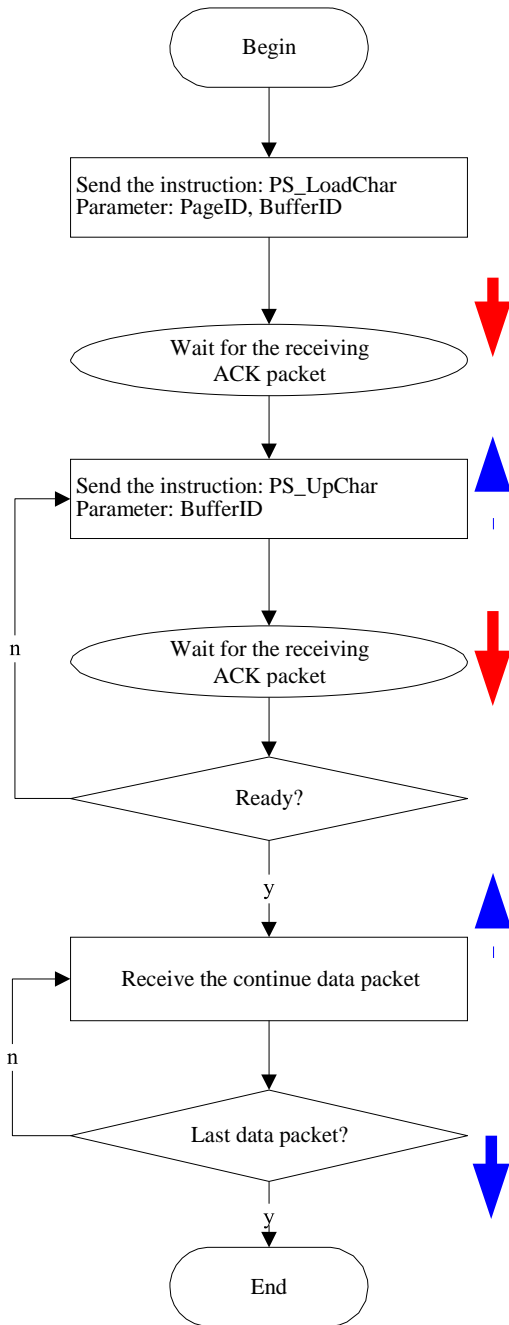 Begin
Send the instruction: PS_LoadChar
Parameter: PageID, BufferID
Wait for the receiving
ACK packet
Send the instruction: PS_UpChar
Parameter: BufferID
n
Wait for the receiving
ACK packet
Ready?
y
Receive the continue data packet
n
Last data packet?
y
End